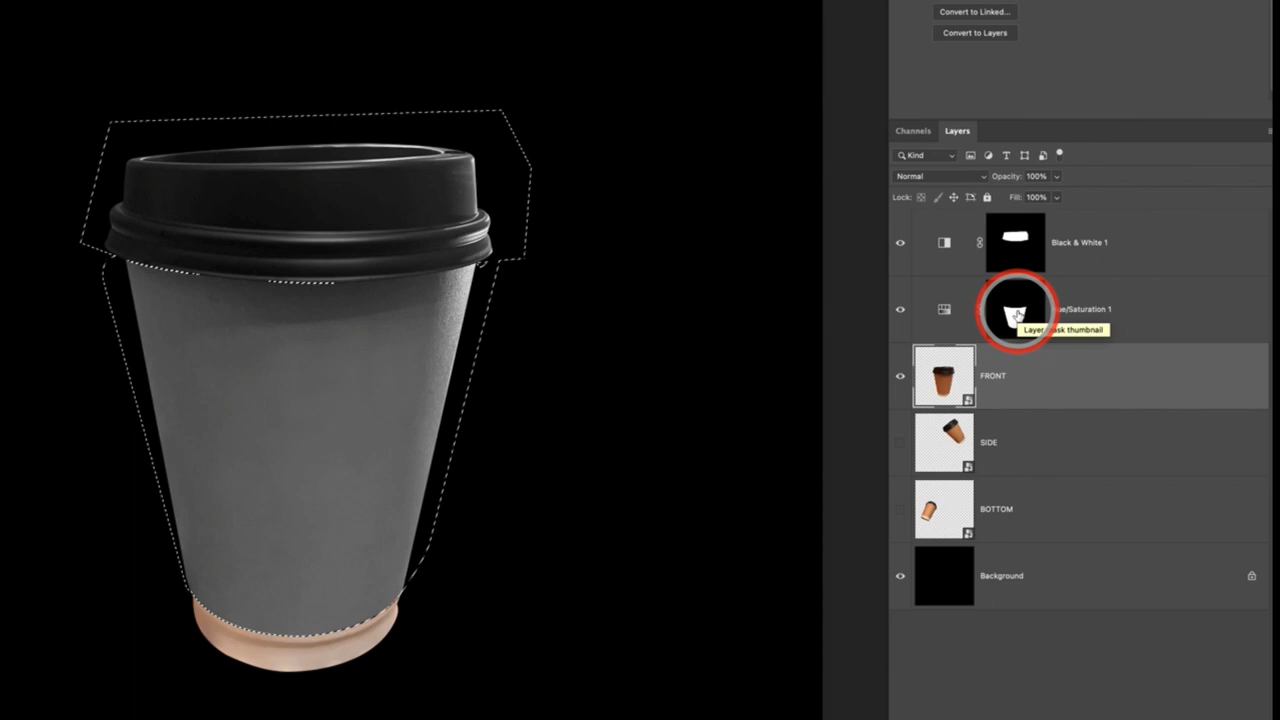 Convert to Linked...
Convert to Layers
Channels Layers
Kind
Normal Opacity: 100%
Lock: Fill: 100%
Black & White 1
ue/Saturation 1
Layer mask thumbnail
FRONT
SIDE
BOTTOM
Background